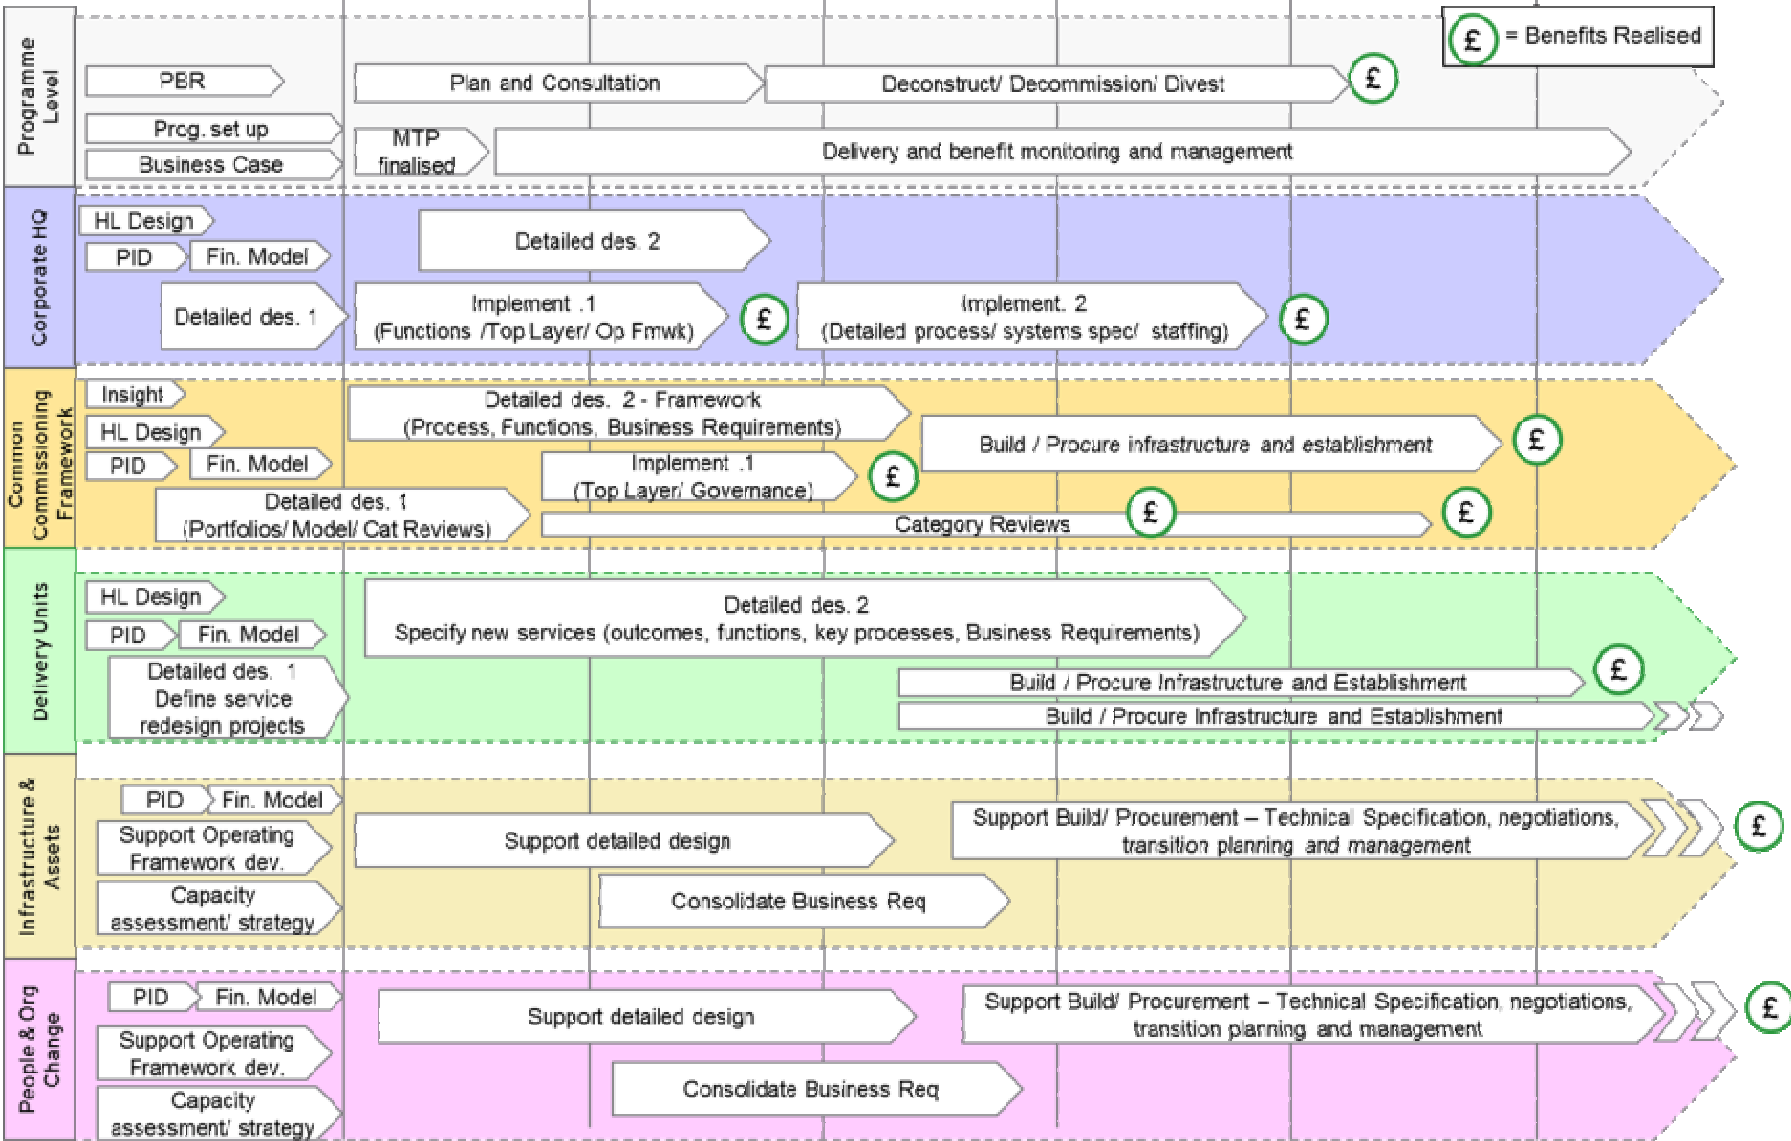 £ = Benefits Realised
Programme
Level
PBR
Plan and Consultation
Deconstruct/ Decommission/ Divest
£
Prog. set up
Business Case
MTP
finalised
Delivery and benefit monitoring and management
Corporate HQ
HL Design
PID
Fin. Model
Detailed des. 2
Detailed des. 1
Implement .1
(Functions /Top Layer/ Op Fmwk)
£
Implement. 2
(Detailed process/ systems spec/ staffing)
£
Common
Commissioning
Framework
Insight
HL Design
PID
Fin. Model
Detailed des. 2 - Framework
(Process, Functions, Business Requirements)
Build / Procure infrastructure and establishment
£
Implement .1
(Top Layer/ Governance)
£
Detailed des. 1
(Portfolios/ Model/ Cat Reviews)
Category Reviews
£
£
Delivery Units
HL Design
PID
Fin. Model
Detailed des. 1
Define service
redesign projects
Detailed des. 2
Specify new services (outcomes, functions, key processes, Business Requirements)
Build / Procure Infrastructure and Establishment
£
Build / Procure Infrastructure and Establishment
Infrastructure &
Assets
PID
Fin. Model
Support Operating
Framework dev.
Capacity
assessment/ strategy
Support detailed design
Consolidate Business Req
Support Build/ Procurement – Technical Specification, negotiations,
transition planning and management
£
People & Org
Change
PID
Fin. Model
Support Operating
Framework dev.
Capacity
assessment/ strategy
Support detailed design
Consolidate Business Req
Support Build/ Procurement – Technical Specification, negotiations,
transition planning and management
£